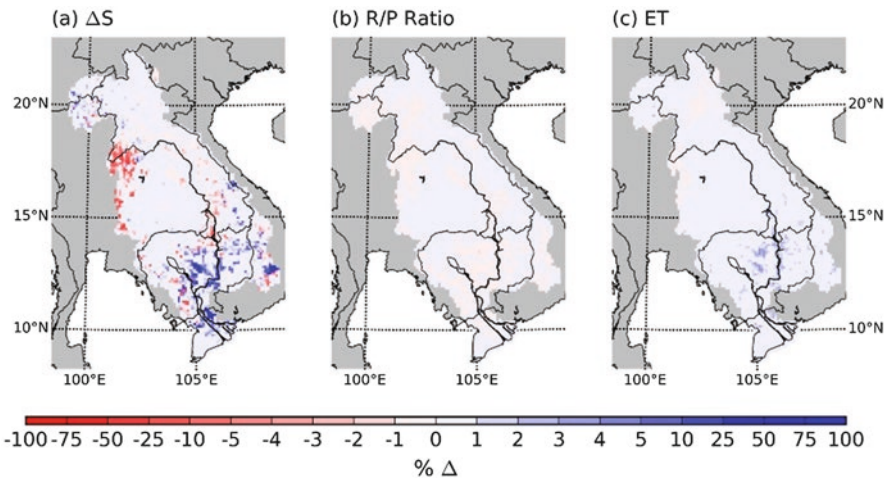 (a) ΔS (b) R/P Ratio (c) ET
20°N 20°N
15°N 15°N
10°N 10°N
100°E 105°E 100°E 105°E 100°E 105°E
-100 -75 -50 -25 -10 -5 -4 -3 -2 -1 0 1 2 3 4 5 10 25 50 75 100
% Δ